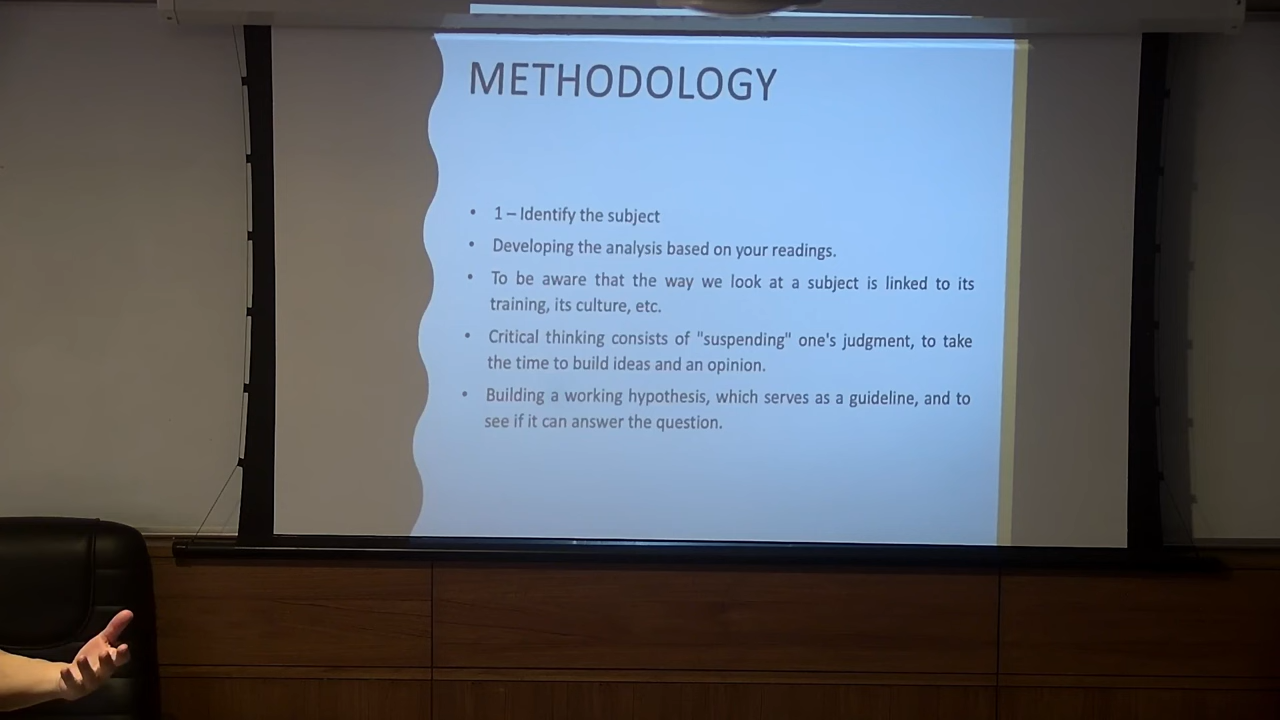 METHODOLOGY
• 1 – Identify the subject
• Developing the analysis based on your readings.
• To be aware that the way we look at a subject is linked to its
training, its culture, etc.
• Critical thinking consists of "suspending" one's judgment, to take
the time to build ideas and an opinion.
• Building a working hypothesis, which serves as a guideline, and to
see if it can answer the question.